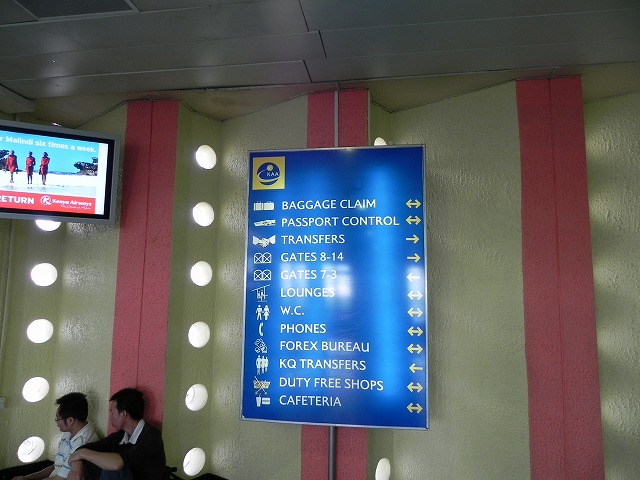 r Malindi six times a week.
RETURN Kenya Airways
KAA
BAGGAGE CLAIM
PASSPORT CONTROL
TRANSFERS
GATES 8-14
GATES 7-3
LOUNGES
W.C.
PHONES
FOREX BUREAU
KQ TRANSFERS
DUTY FREE SHOPS
CAFETERIA